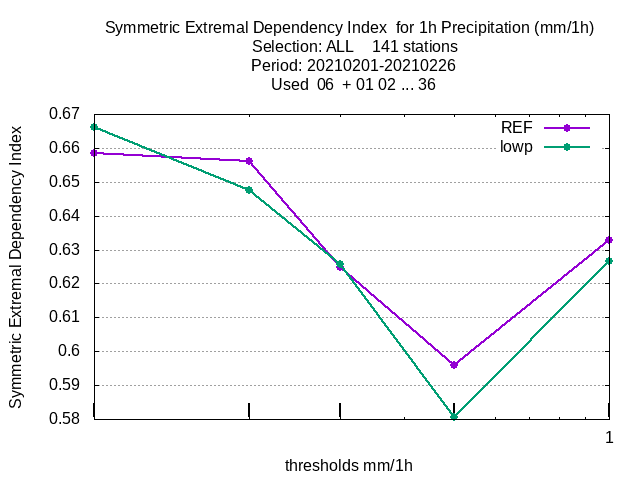 Symmetric Extremal Dependency Index  for 1h Precipitation (mm/1h)
Selection: ALL    141 stations
Period: 20210201-20210226
Used  06  + 01 02 ... 36
REF
lowp
0.67
0.66
0.65
0.64
0.63
0.62
0.61
0.6
0.59
0.58
Symmetric Extremal Dependency Index
1
thresholds mm/1h